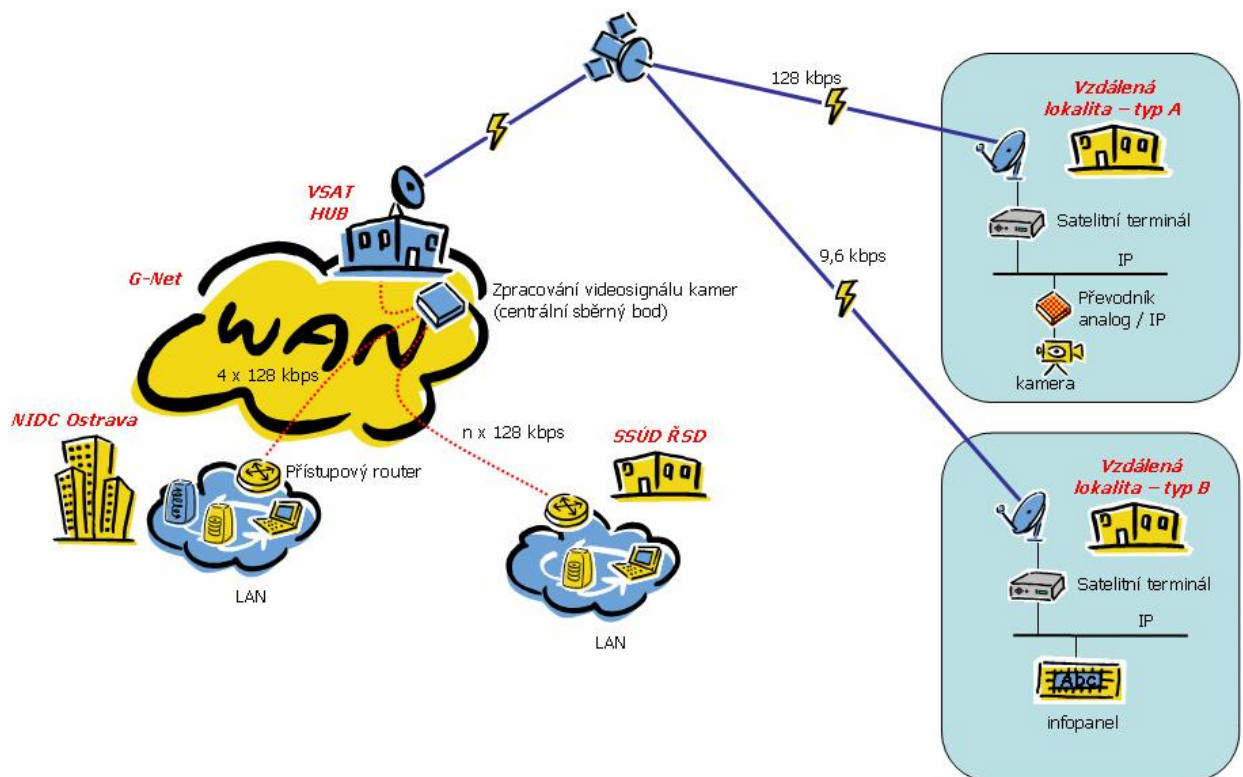 128 kbps
Vzdálená
lokalita – typ A
Satelitní terminál
IP
Převodník
analog / IP
kamera
VSAT
HUB
G-Net
Zpracování videosignálu kamer
(centrální sběrný bod)
WAN
9,6 kbps
4 x 128 kbps
NIDC Ostrava
n x 128 kbps
SSÚD ŘSD
Přístupový router
LAN
LAN
Vzdálená
lokalita – typ B
Satelitní terminál
IP
Abc
infopanel